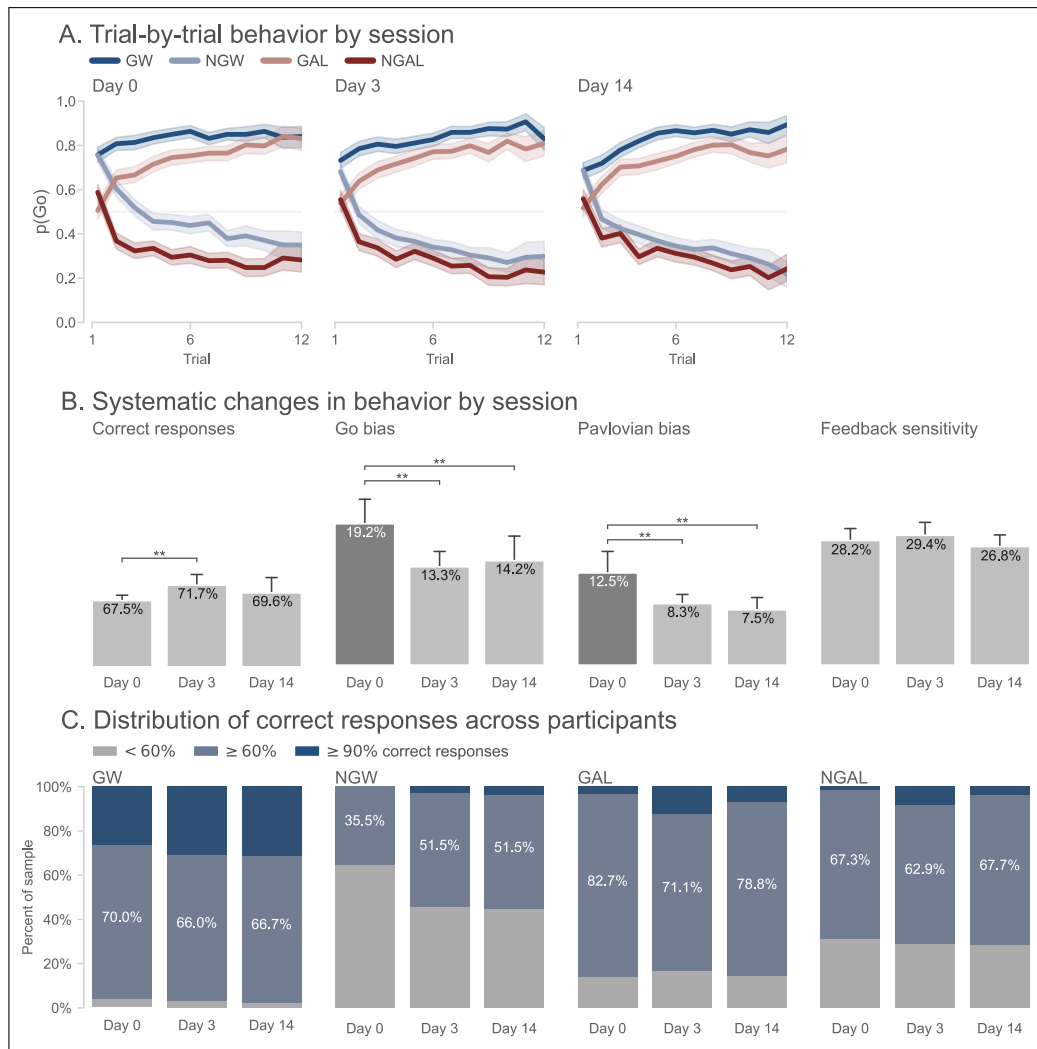 A. Trial-by-trial behavior by session
GW NGW GAL NGAL
Day 0 Day 3 Day 14
1.0
0.8
0.6
0.4
0.2
0.0
p(Go)
1 6 12 1 6 12 1 6 12
Trial Trial Trial
B. Systematic changes in behavior by session
Correct responses Go bias Pavlovian bias Feedback sensitivity
** ** ** ** **
67.5% 71.7% 69.6% 19.2% 13.3% 14.2% 12.5% 8.3% 7.5% 28.2% 29.4% 26.8%
Day 0 Day 3 Day 14 Day 0 Day 3 Day 14 Day 0 Day 3 Day 14 Day 0 Day 3 Day 14
C. Distribution of correct responses across participants
< 60% ≥ 60% ≥ 90% correct responses
GW NGW GAL NGAL
100%
80%
60%
40%
20%
0%
Percent of sample
70.0% 66.0% 66.7% 35.5% 51.5% 51.5% 82.7% 71.1% 78.8% 67.3% 62.9% 67.7%
Day 0 Day 3 Day 14 Day 0 Day 3 Day 14 Day 0 Day 3 Day 14 Day 0 Day 3 Day 14